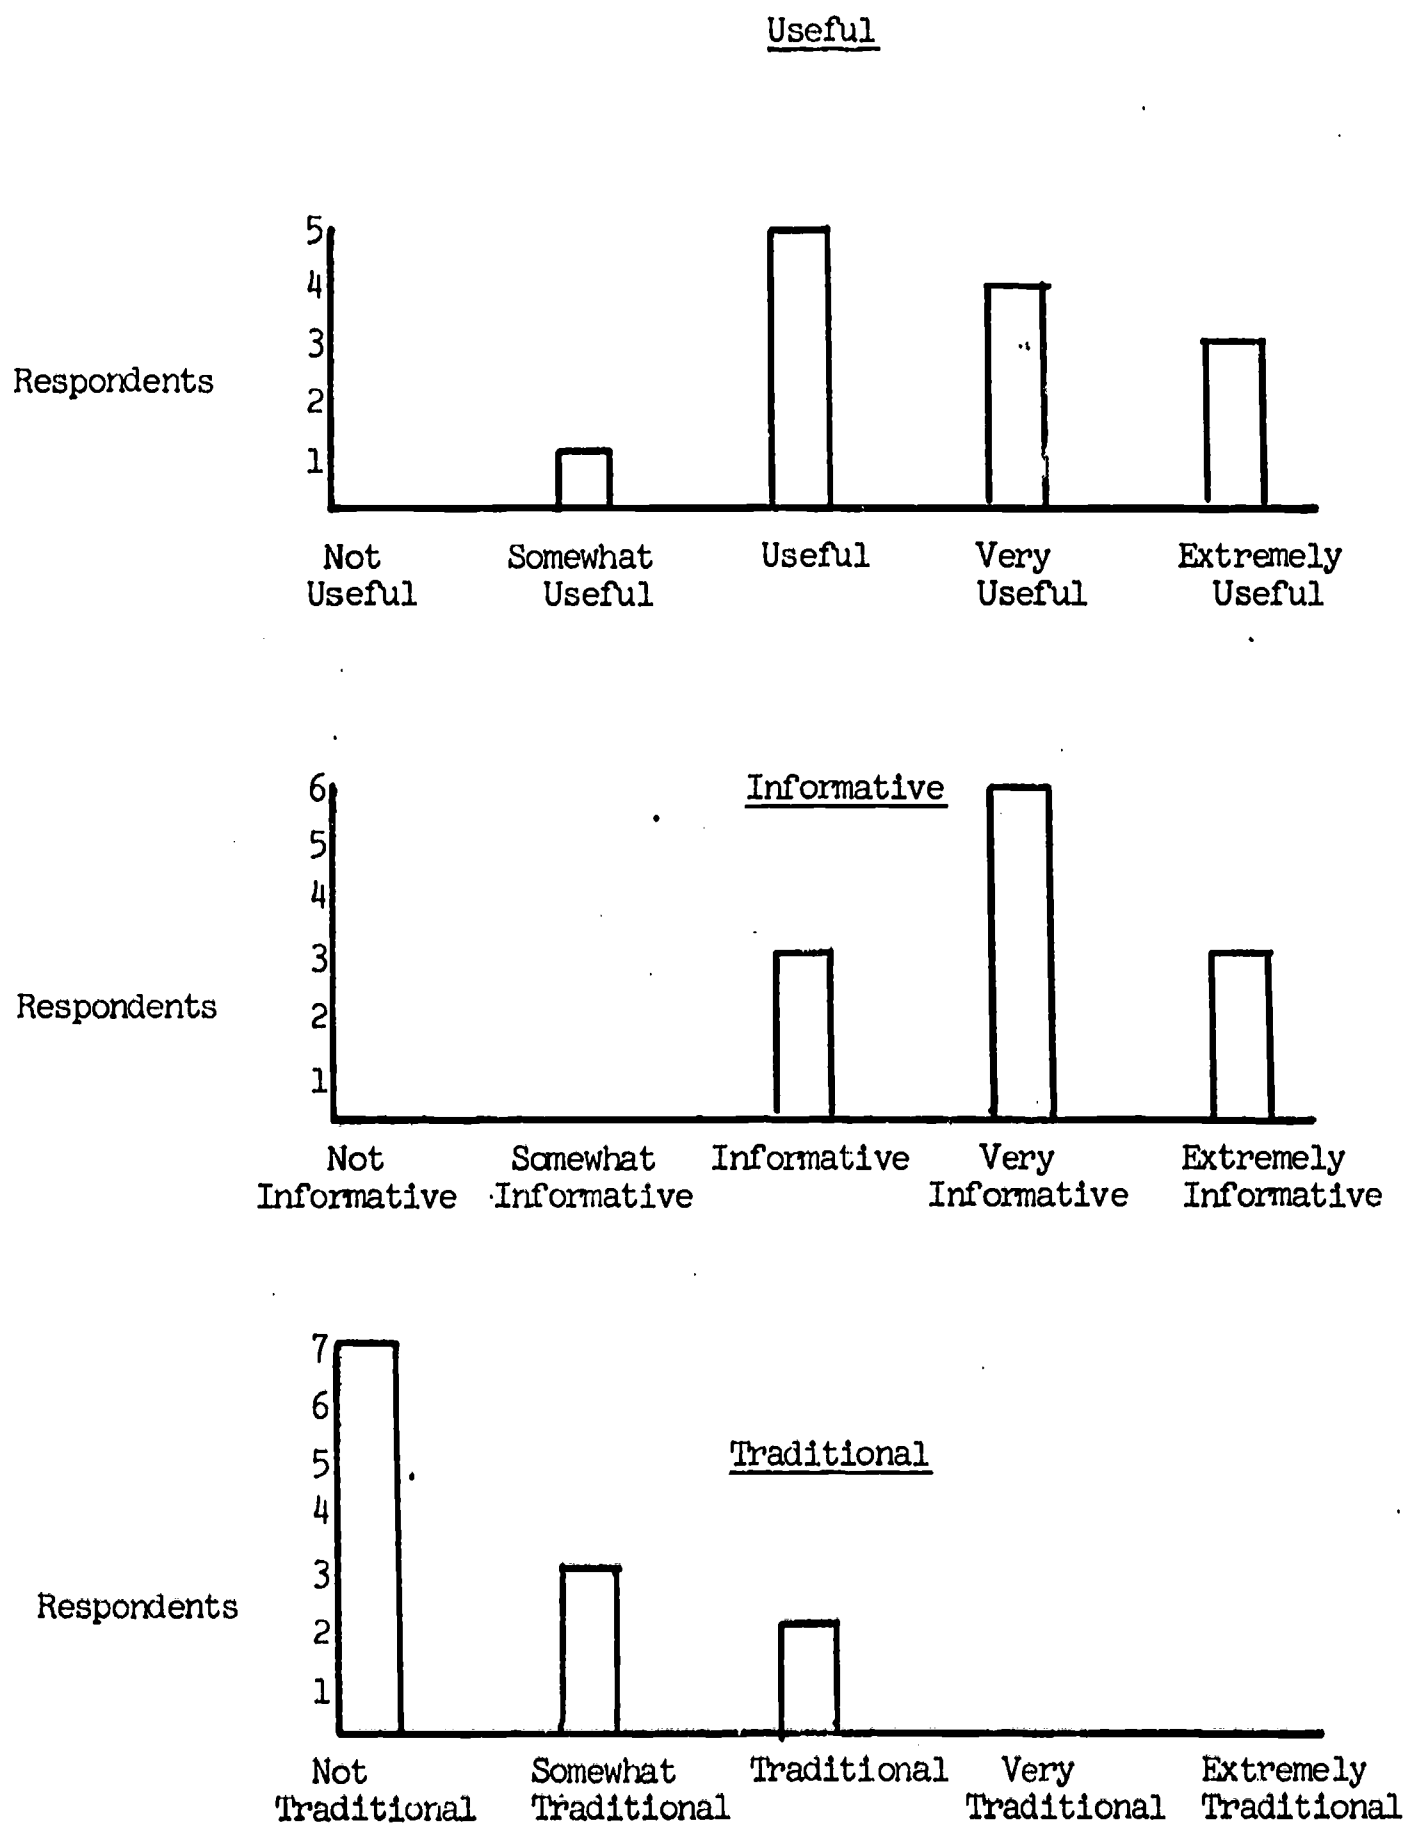 Useful
5
4
3
Respondents
2
1
Not Somewhat Useful Very Extremely
Useful Useful Useful Useful
6 Informative
5
4
3
Respondents
2
1
Not Somewhat Informative Very Extremely
Informative Informative Informative Informative
7
6
Traditional
5
4
3
Respondents
2
1
Not Somewhat Traditional Very Extremely
Traditional Traditional Traditional Traditional